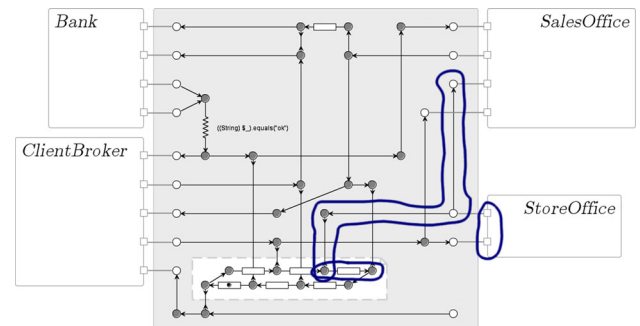 Bank
SalesOffice
((String) $_).equals("ok")
ClientBroker
StoreOffice